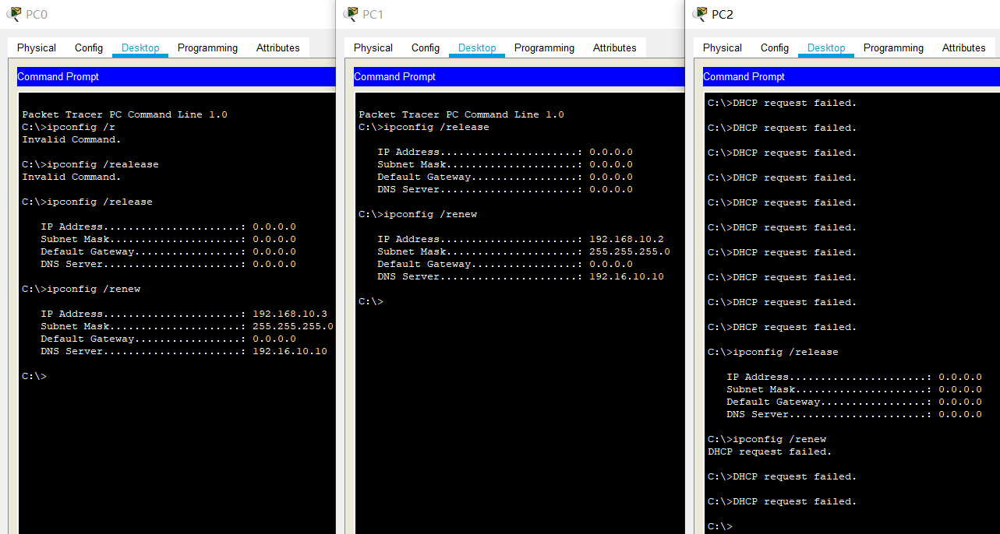 PC0
Physical Config Desktop Programming Attributes
Command Prompt
Packet Tracer PC Command Line 1.0
C:\>ipconfig /r
Invalid Command.
C:\>ipconfig /realease
Invalid Command.
C:\>ipconfig /release
IP Address......................: 0.0.0.0
Subnet Mask.....................: 0.0.0.0
Default Gateway.................: 0.0.0.0
DNS Server......................: 0.0.0.0
C:\>ipconfig /renew
IP Address......................: 192.168.10.3
Subnet Mask.....................: 255.255.255.0
Default Gateway.................: 0.0.0.0
DNS Server......................: 192.16.10.10
C:\>
PC1
Physical Config Desktop Programming Attributes
Command Prompt
Packet Tracer PC Command Line 1.0
C:\>ipconfig /release
IP Address......................: 0.0.0.0
Subnet Mask.....................: 0.0.0.0
Default Gateway.................: 0.0.0.0
DNS Server......................: 0.0.0.0
C:\>ipconfig /renew
IP Address......................: 192.168.10.2
Subnet Mask.....................: 255.255.255.0
Default Gateway.................: 0.0.0.0
DNS Server......................: 192.16.10.10
C:\>
PC2
Physical Config Desktop Programming Attributes
Command Prompt
C:\>DHCP request failed.
C:\>DHCP request failed.
C:\>DHCP request failed.
C:\>DHCP request failed.
C:\>DHCP request failed.
C:\>DHCP request failed.
C:\>DHCP request failed.
C:\>DHCP request failed.
C:\>DHCP request failed.
C:\>DHCP request failed.
C:\>ipconfig /release
IP Address......................: 0.0.0.0
Subnet Mask.....................: 0.0.0.0
Default Gateway.................: 0.0.0.0
DNS Server......................: 0.0.0.0
C:\>ipconfig /renew
DHCP request failed.
C:\>DHCP request failed.
C:\>DHCP request failed.
C:\>